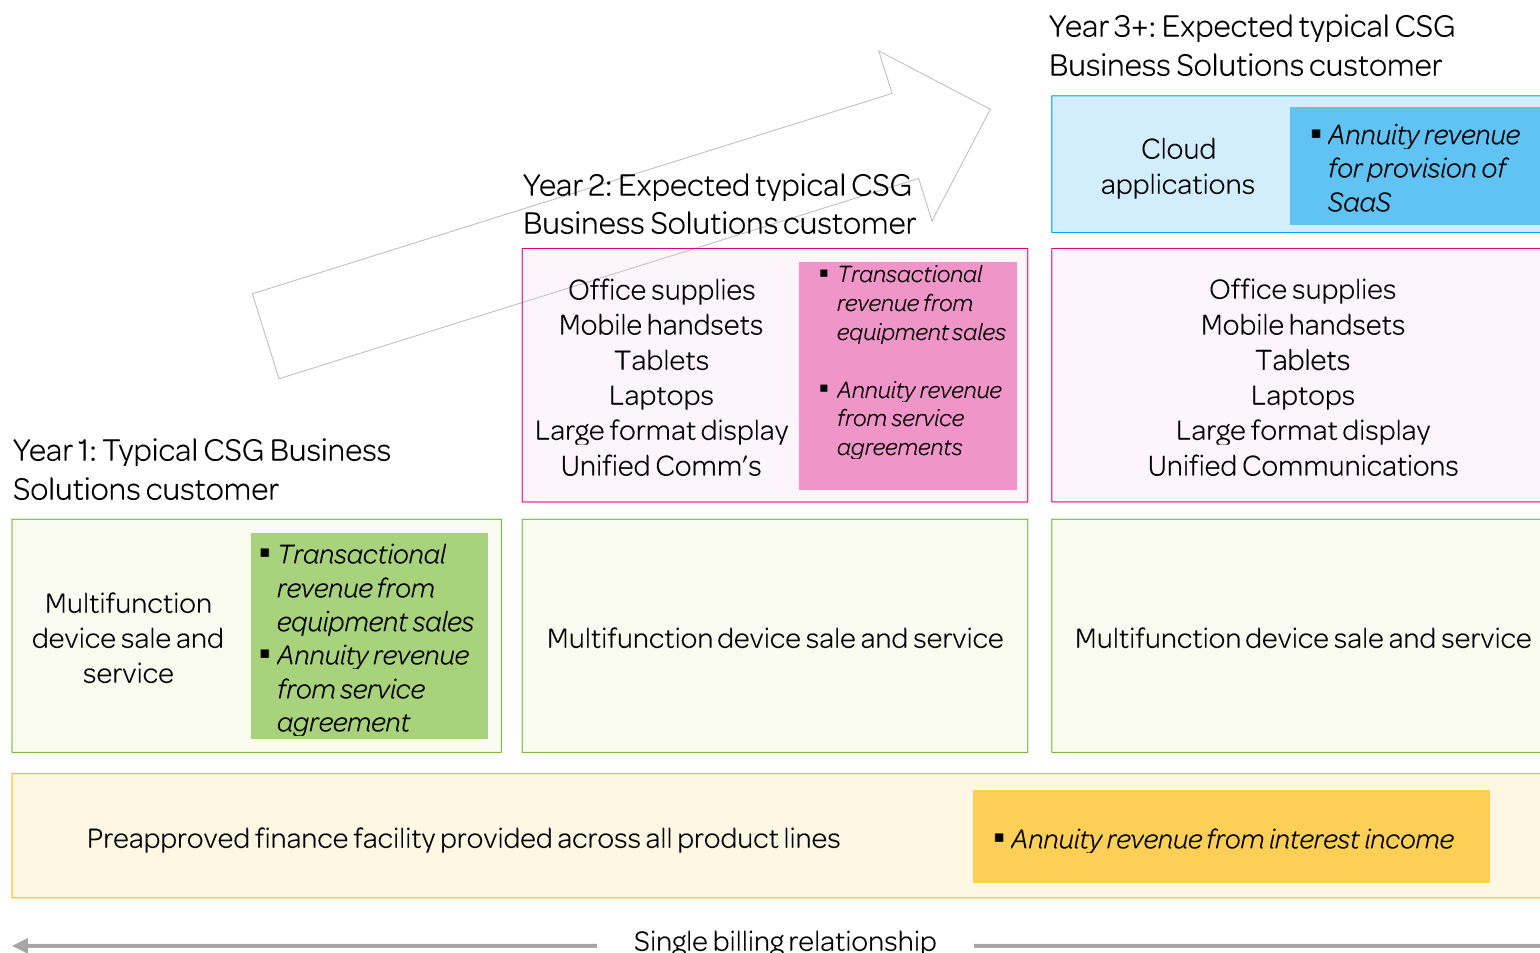 Year 3+: Expected typical CSG
Business Solutions customer
Cloud
applications
▪ Annuity revenue
for provision of
SaaS
Year 2: Expected typical CSG
Business Solutions customer
Office supplies
Mobile handsets
Tablets
Laptops
Large format display
Unified Comm's
▪ Transactional
revenue from
equipment sales
▪ Annuity revenue
from service
agreements
Office supplies
Mobile handsets
Tablets
Laptops
Large format display
Unified Communications
Year 1: Typical CSG Business
Solutions customer
Multifunction
device sale and
service
▪ Transactional
revenue from
equipment sales
▪ Annuity revenue
from service
agreement
Multifunction device sale and service
Multifunction device sale and service
Preapproved finance facility provided across all product lines
▪ Annuity revenue from interest income
Single billing relationship